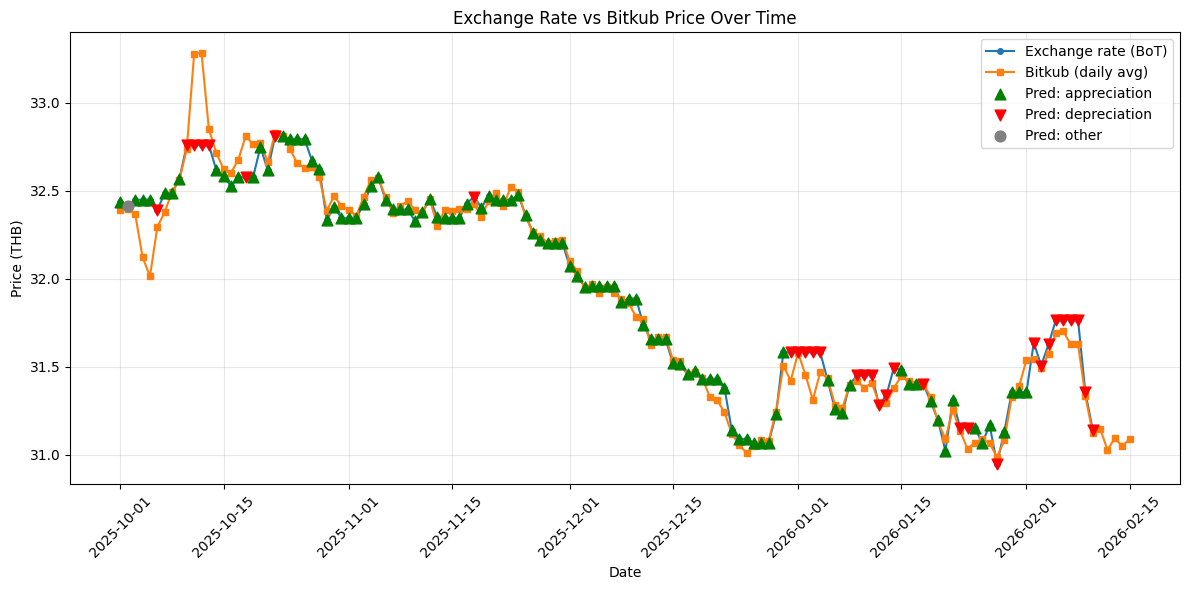 Exchange Rate vs Bitkub Price Over Time
Exchange rate (BoT)
Bitkub (daily avg)
Pred: appreciation
Pred: depreciation
Pred: other
Price (THB)
33.0
32.5
32.0
31.5
31.0
2025-10-01
2025-10-15
2025-11-01
2025-11-15
2025-12-01
2025-12-15
2026-01-01
2026-01-15
2026-02-01
2026-02-15
Date